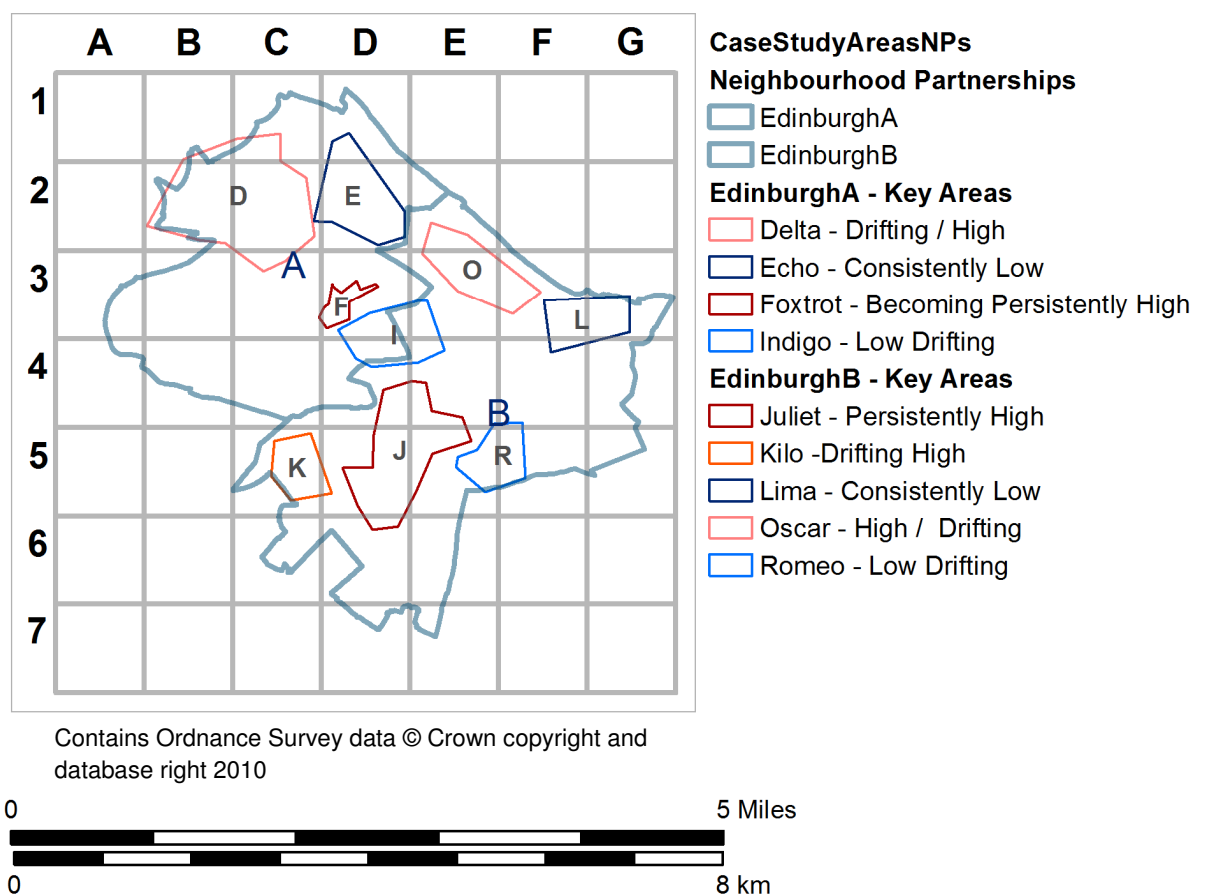 A B C D E F G
CaseStudyAreasNPs
Neighbourhood Partnerships
EdinburghA
EdinburghB
EdinburghA - Key Areas
Delta - Drifting / High
Echo - Consistently Low
Foxtrot - Becoming Persistently High
Indigo - Low Drifting
EdinburghB - Key Areas
Juliet - Persistently High
Kilo -Drifting High
Lima - Consistently Low
Oscar - High /  Drifting
Romeo - Low Drifting
1
2
D E
3
A
O
F
L
I
4
B
5
J
R
K
6
7
Contains Ordnance Survey data © Crown copyright and
database right 2010
0 5 Miles
0 8 km